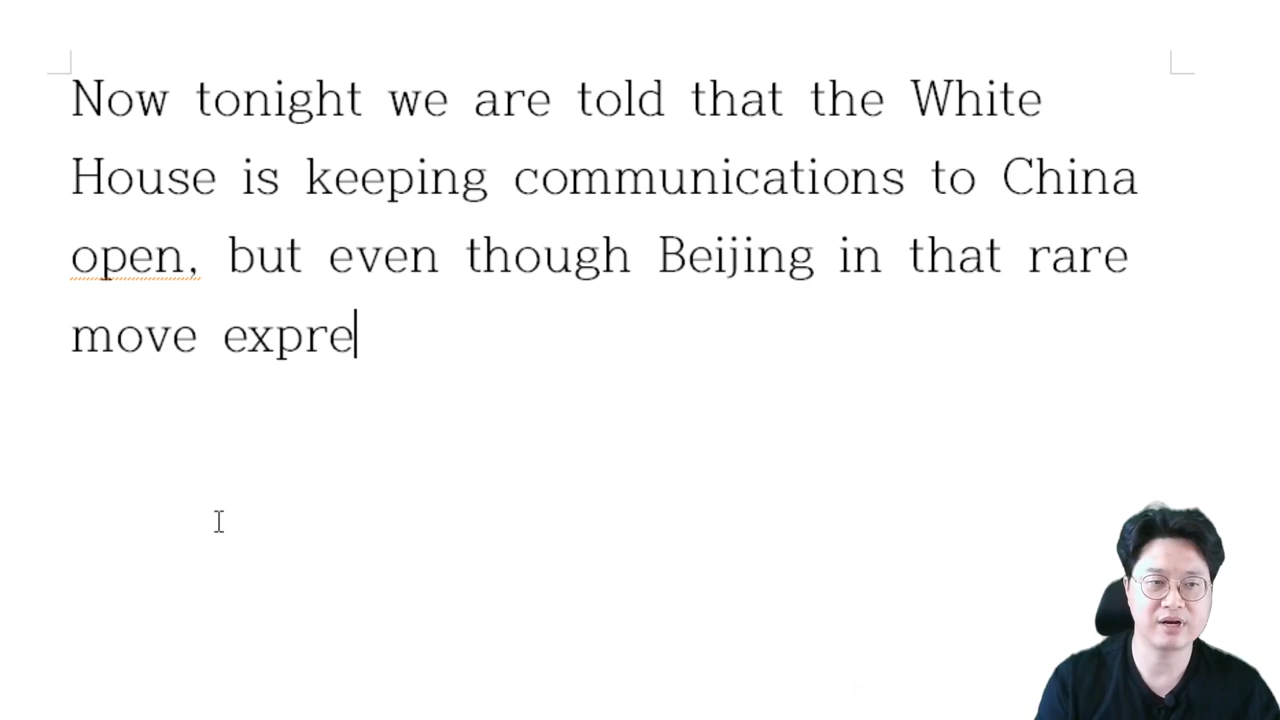 Now tonight we are told that the White
House is keeping communications to China
open, but even though Beijing in that rare
move expre